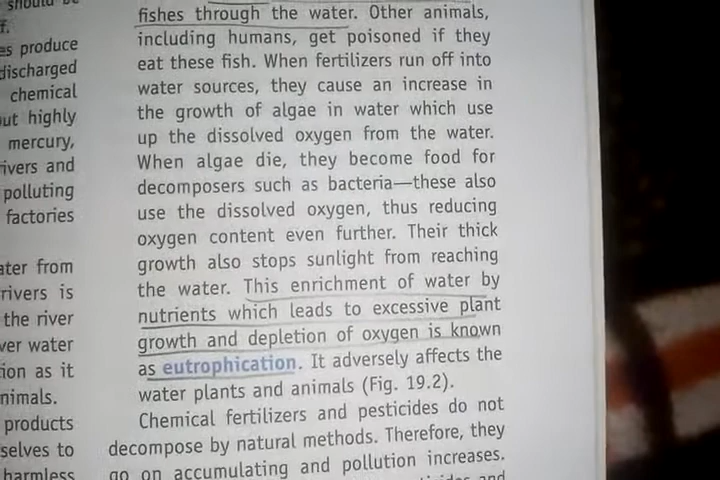 should be
f.
es produce
discharged
chemical
ut highly
mercury,
ivers and
polluting
factories
ater from
rivers is
the river
ver water
ion as it
nimals.
products
selves to
harmless
fishes through the water. Other animals,
including humans, get poisoned if they
eat these fish. When fertilizers run off into
water sources, they cause an increase in
the growth of algae in water which use
up the dissolved oxygen from the water.
When algae die, they become food for
decomposers such as bacteria—these also
use the dissolved oxygen, thus reducing
oxygen content even further. Their thick
growth also stops sunlight from reaching
the water. This enrichment of water by
nutrients which leads to excessive plant
growth and depletion of oxygen is known
as eutrophication. It adversely affects the
water plants and animals (Fig. 19.2).
Chemical fertilizers and pesticides do not
decompose by natural methods. Therefore, they
go on accumulating and pollution increases.